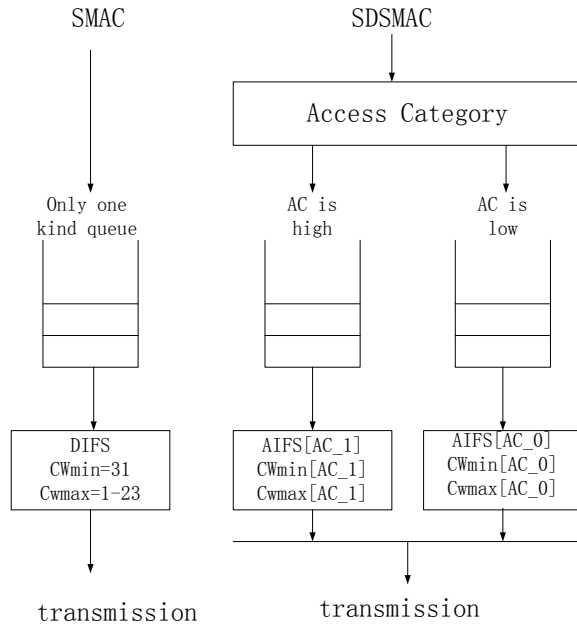 SMAC
SDSMAC
Access Category
Only one
kind queue
AC is
high
AC is
low
DIFS
CWmin=31
Cwmax=1-23
AIFS[AC_1]
CWmin[AC_1]
Cwmax[AC_1]
AIFS[AC_0]
CWmin[AC_0]
Cwmax[AC_0]
transmission
transmission